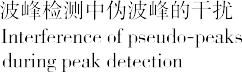 波峰检测中伪波峰的干扰
Interference of pseudo-peaks
during peak detection